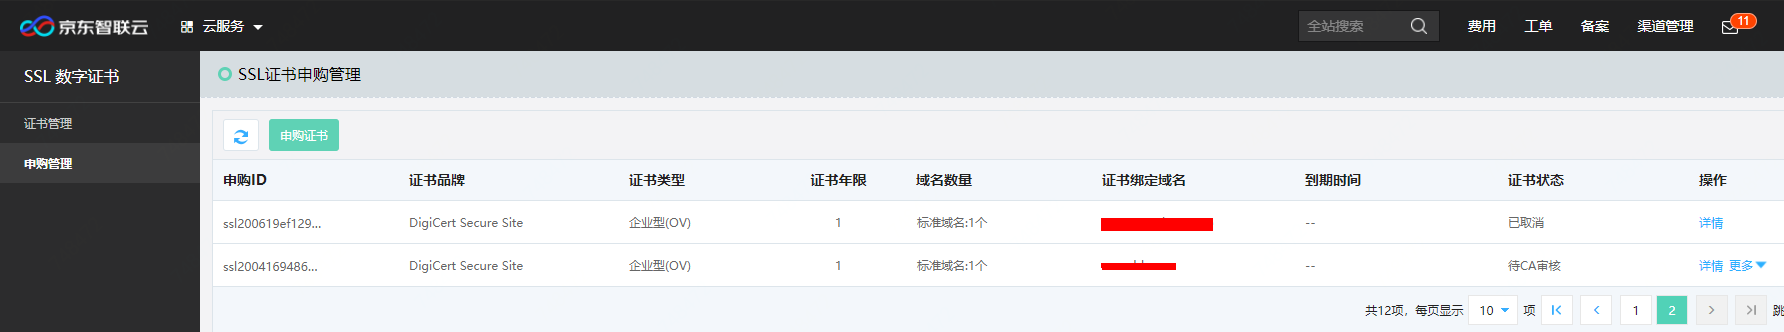 京东智联云 云服务 全站搜索 费用 工单 备案 渠道管理 11
SSL 数字证书
SSL证书申购管理
证书管理
申购管理
申购证书
申购ID 证书品牌 证书类型 证书年限 域名数量 证书绑定域名 到期时间 证书状态 操作
ssl200619ef129... DigiCert Secure Site 企业型(OV) 1 标准域名:1个 -- 已取消 详情
ssl2004169486... DigiCert Secure Site 企业型(OV) 1 标准域名:1个 -- 待CA审核 详情 更多
共12项，每页显示 10 项 1 2 跳